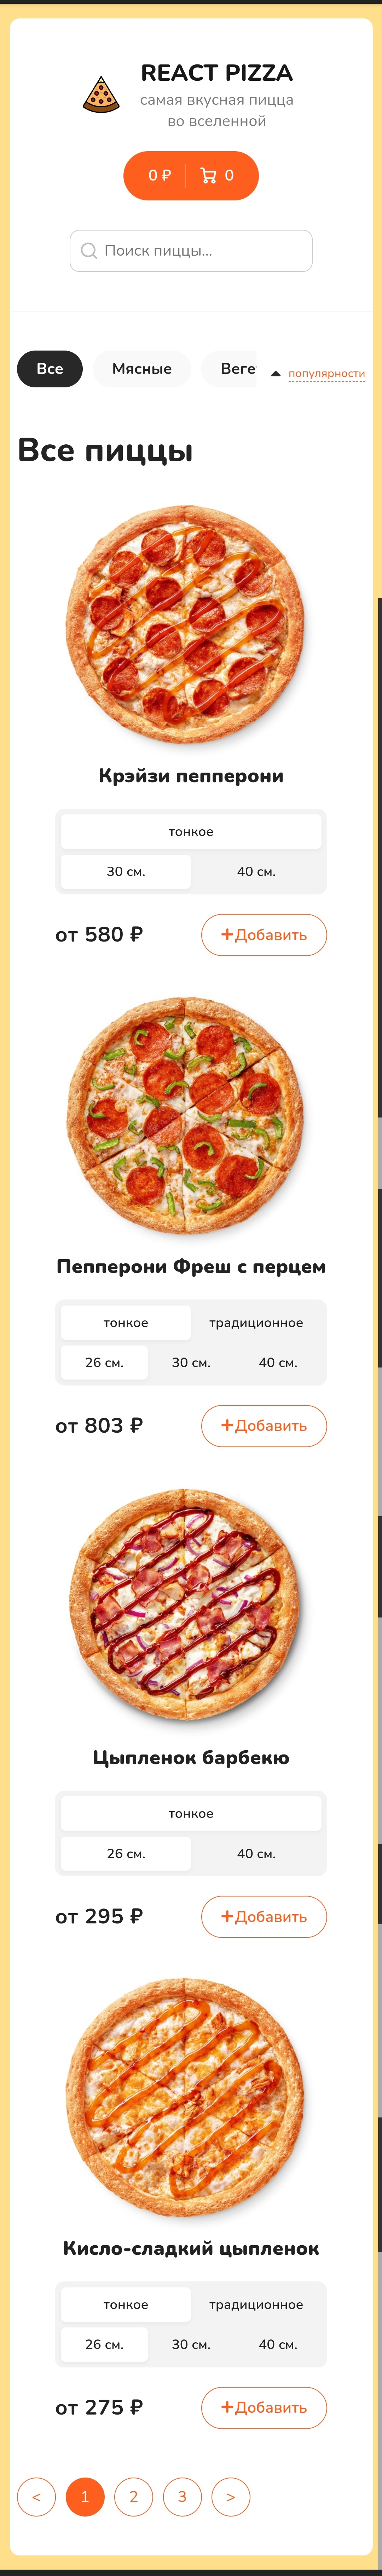 REACT PIZZA
самая вкусная пицца
во вселенной
0 ₽ 0
Поиск пиццы...
Все Мясные Веге популярности
Все пиццы
Крэйзи пепперони
тонкое
30 см. 40 см.
от 580 ₽ +Добавить
Пепперони Фреш с перцем
тонкое традиционное
26 см. 30 см. 40 см.
от 803 ₽ +Добавить
Цыпленок барбекю
тонкое
26 см. 40 см.
от 295 ₽ +Добавить
Кисло-сладкий цыпленок
тонкое традиционное
26 см. 30 см. 40 см.
от 275 ₽ +Добавить
< 1 2 3 >